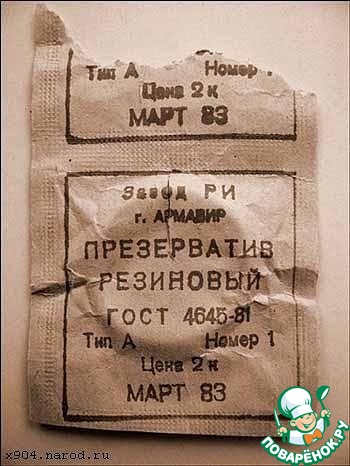 Тип А Номер 1
Цена 2 к
МАРТ 83
Завод РИ
г. АРМАВИР
ПРЕЗЕРВАТИВ
РЕЗИНОВЫЙ
ГОСТ 4645-81
Тип А Номер 1
Цена 2 к
МАРТ 83
x904.narod.ru
ПОВАРЁНОК.РУ